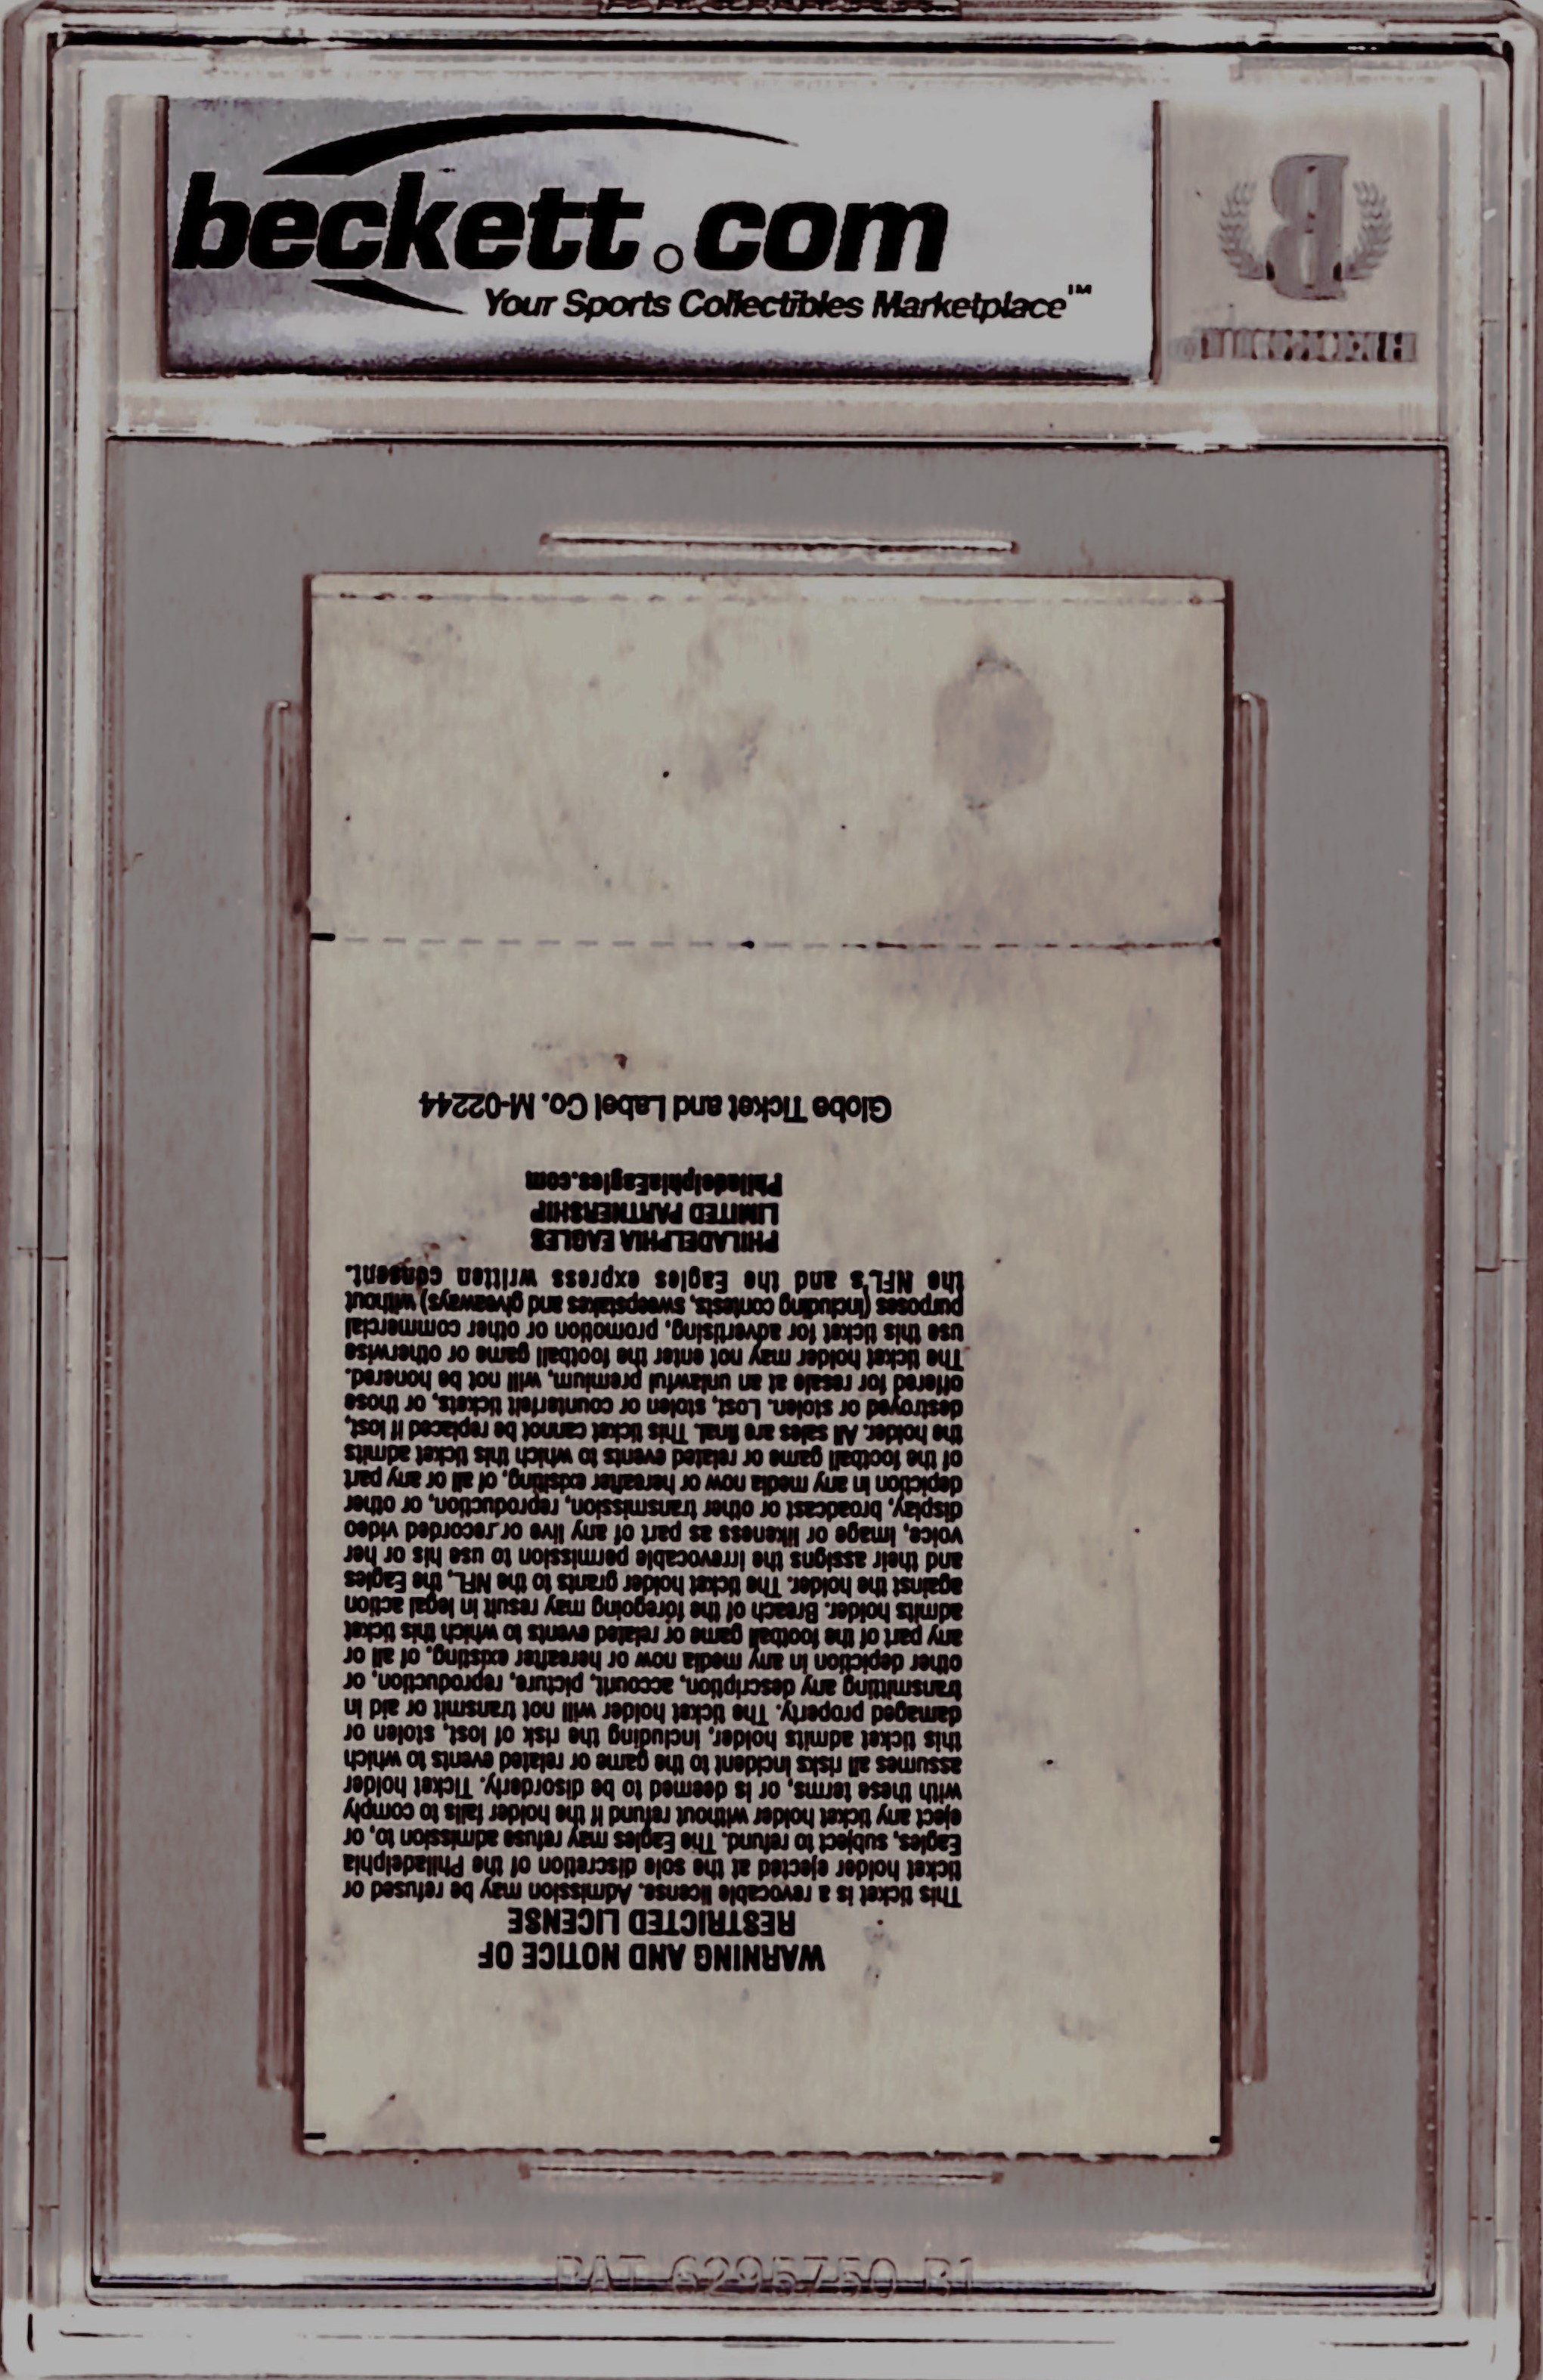 beckett.com
Your Sports Collectibles Marketplace™
B
WARNING AND NOTICE OF
RESTRICTED LICENSE
This ticket is a revocable license. Admission may be refused or
ticket holder ejected at the sole discretion of the Philadelphia
Eagles, subject to refund. The Eagles may refuse admission to, or
eject any ticket holder without refund if the holder fails to comply
with these terms, or is deemed to be disorderly. Ticket holder
assumes all risks incident to the game or related events to which
this ticket admits holder, including the risk of lost, stolen or
damaged property. The ticket holder will not transmit or aid in
transmitting any description, account, picture, reproduction, or
other depiction in any media now or hereafter existing, of all or
any part of the football game or related events to which this ticket
admits holder. Breach of the foregoing may result in legal action
against the holder. The ticket holder grants to the NFL, the Eagles
and their assigns the irrevocable permission to use his or her
voice, image or likeness as part of any live or recorded video
display, broadcast or other transmission, reproduction, or other
depiction in any media now or hereafter exisiting, of all or any part
of the football game or related events to which this ticket admits
the holder. All sales are final. This ticket cannot be replaced if lost,
destroyed or stolen. Lost, stolen or counterfeit tickets, or those
offered for resale at an unlawful premium, will not be honered.
The ticket holder may not enter the football game or otherwise
use this ticket for advertising, promotion or other commercial
purposes (including contests, sweepstakes and giveaways) without
the NFL's and the Eagles express written consent.
PHILADELPHIA EAGLES
LIMITED PARTNERSHIP
PhiladelphiaEagles.com
Globe Ticket and Label Co. M-02244
PAT. 6295750 B1